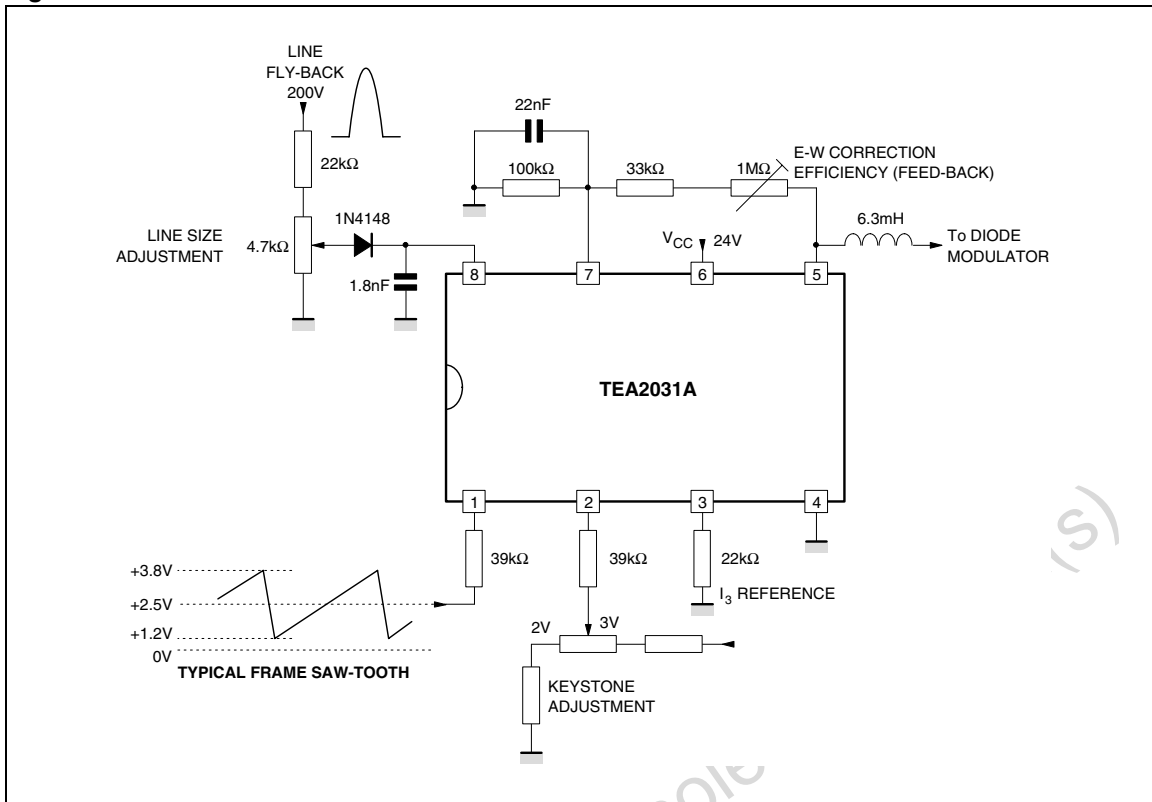 LINE
FLY-BACK
200V
22kΩ
LINE SIZE
ADJUSTMENT
4.7kΩ
1N4148
1.8nF
22nF
100kΩ
33kΩ
1MΩ
E-W CORRECTION
EFFICIENCY (FEED-BACK)
6.3mH
To DIODE
MODULATOR
VCC
24V
8
7
6
5
TEA2031A
1
2
3
4
39kΩ
39kΩ
22kΩ
I3 REFERENCE
+3.8V
+2.5V
+1.2V
0V
TYPICAL FRAME SAW-TOOTH
2V
3V
KEYSTONE
ADJUSTMENT